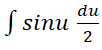 ∫ sinu du/2